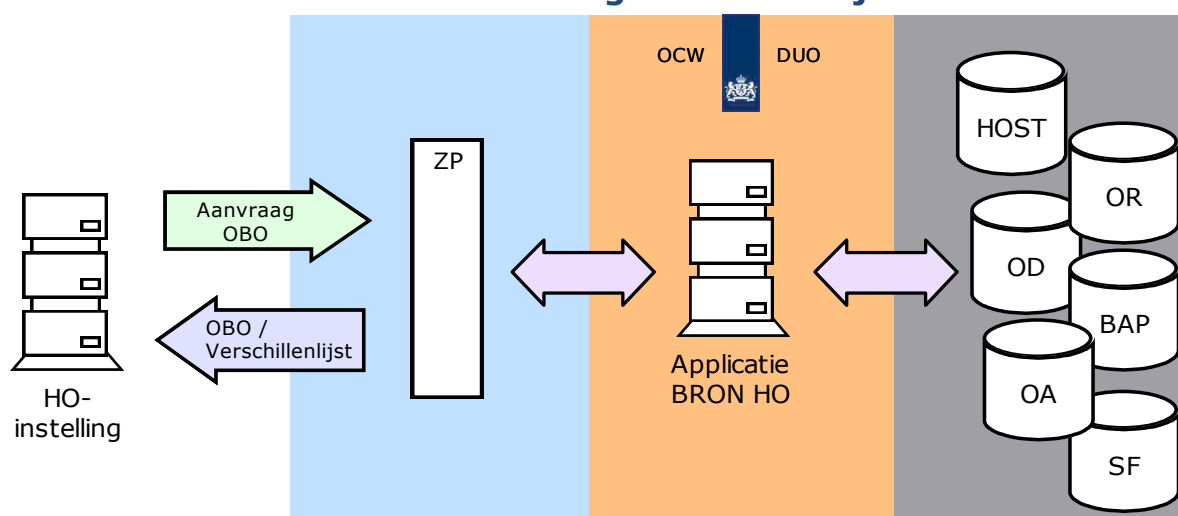 OCW DUO
HOST
ZP
OR
Aanvraag
OBO
OD
OBO /
Verschillenlijst
BAP
Applicatie
BRON HO
HO-
instelling
OA
SF